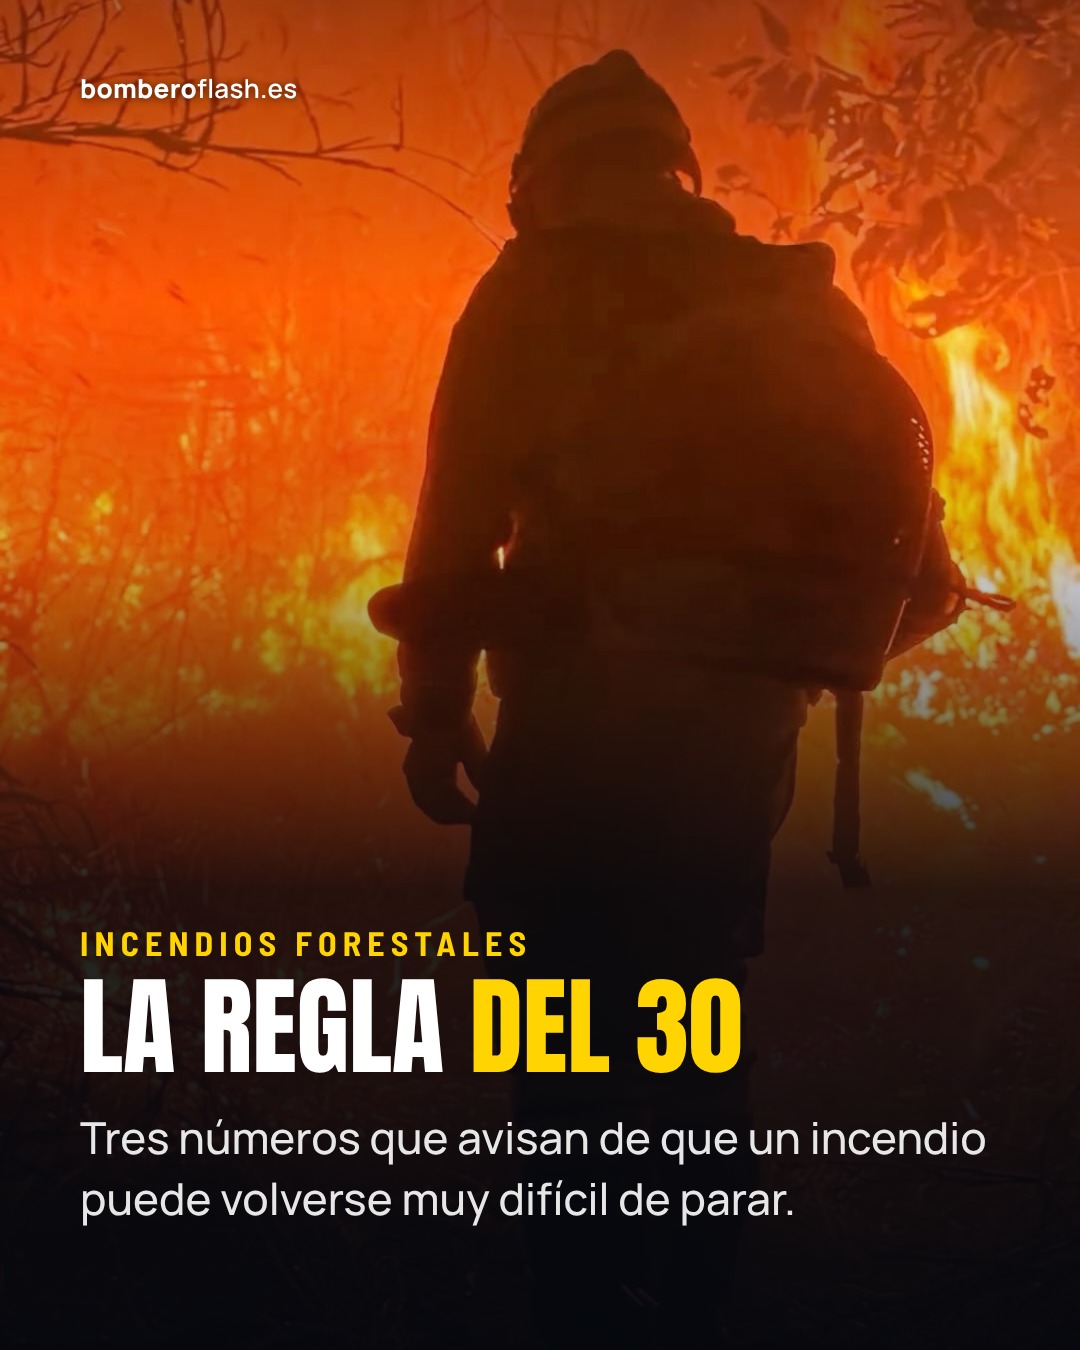 bomberoflash.es
INCENDIOS FORESTALES
LA REGLA DEL 30
Tres números que avisan de que un incendio
puede volverse muy difícil de parar.